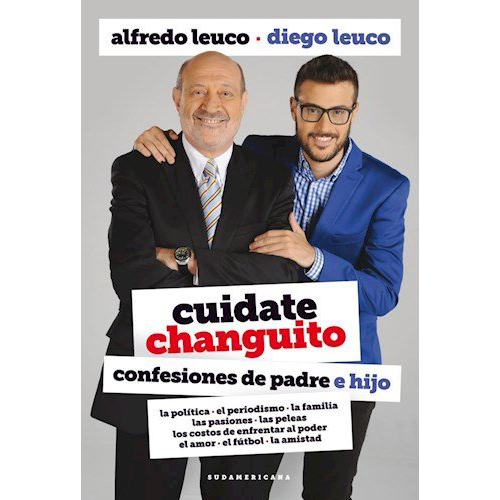 alfredo leuco · diego leuco
cuidate
changuito
confesiones de padre e hijo
la política · el periodismo · la familia
las pasiones · las peleas
los costos de enfrentar al poder
el amor · el fútbol · la amistad
SUDAMERICANA